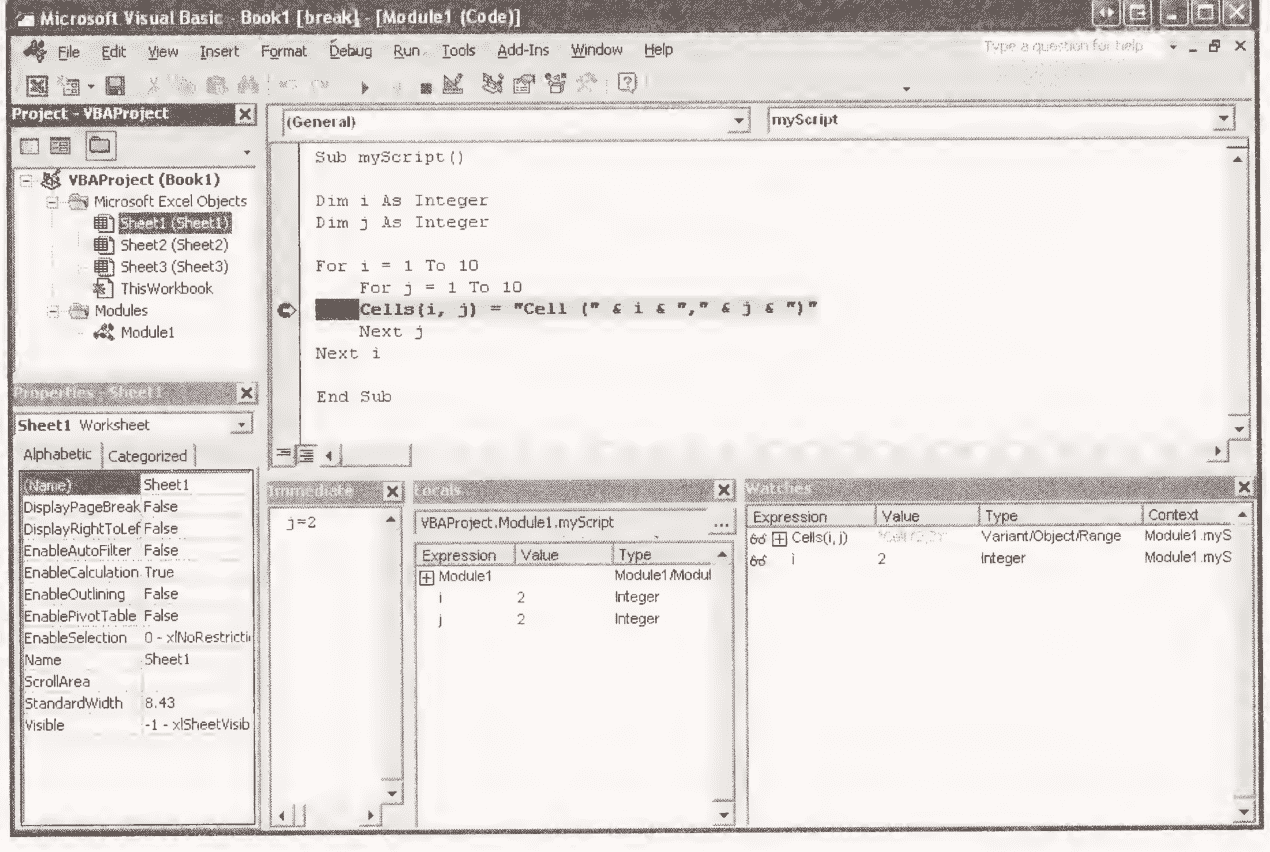 Microsoft Visual Basic - Book1 [break] - [Module1 (Code)]
File Edit View Insert Format Debug Run Tools Add-Ins Window Help Type a question for help
Project - VBAProject
VBAProject (Book1)
Microsoft Excel Objects
Sheet1 (Sheet1)
Sheet2 (Sheet2)
Sheet3 (Sheet3)
ThisWorkbook
Modules
Module1
Properties - Sheet1
Sheet1 Worksheet
Alphabetic Categorized
(Name) Sheet1
DisplayPageBreak False
DisplayRightToLef False
EnableAutoFilter False
EnableCalculation True
EnableOutlining False
EnablePivotTable False
EnableSelection 0 - xlNoRestricti
Name Sheet1
ScrollArea
StandardWidth 8.43
Visible -1 - xlSheetVisib
(General) myScript
Sub myScript()
Dim i As Integer
Dim j As Integer
For i = 1 To 10
For j = 1 To 10
Cells(i, j) = "Cell (" & i & "," & j & ")"
Next j
Next i
End Sub
Immediate
j=2
Locals
VBAProject.Module1.myScript ...
Expression Value Type
Module1 Module1/Modul
i 2 Integer
j 2 Integer
Watches
Expression Value Type Context
Cells(i, j) Variant/Object/Range Module1.myS
i 2 Integer Module1.myS